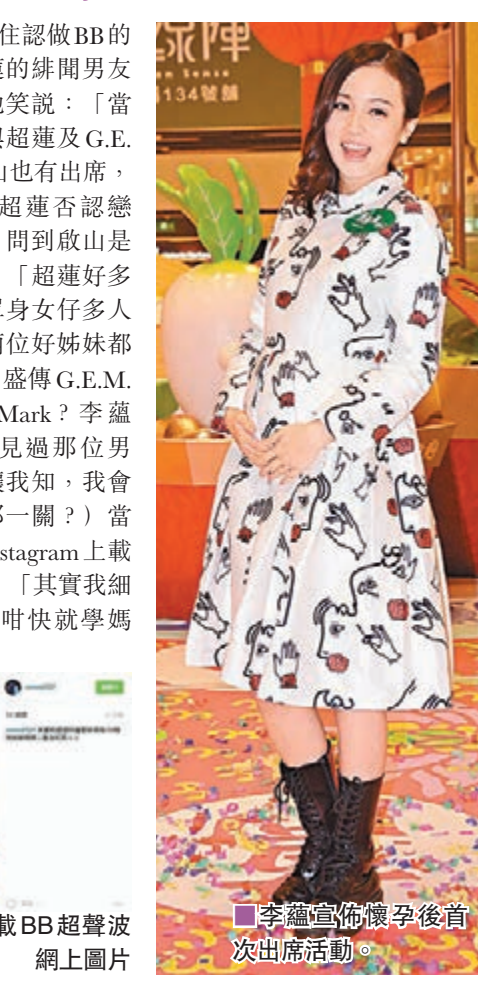 住認做BB的
的緋聞男友
她笑說：「當
與超蓮及G.E.
山也有出席，
超蓮否認戀
問到啟山是
「超蓮好多
單身女仔多人
兩位好姊妹都
盛傳G.E.M.
Mark？李蘊
見過那位男
讓我知，我會
那一關？）當
nstagram上載
「其實我細
咁快就學媽
載BB超聲波
網上圖片
134號舖
■李蘊宣佈懷孕後首
次出席活動。